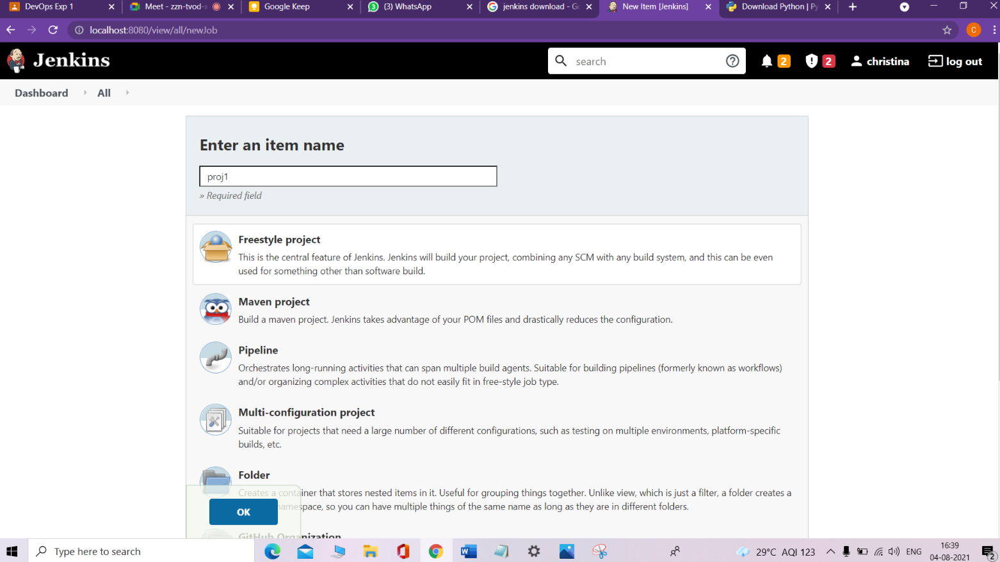 DevOps Exp 1
Meet - zzn-tvod-
Google Keep
(3) WhatsApp
jenkins download - Go
New Item [Jenkins]
Download Python | Py
localhost:8080/view/all/newJob
C
Jenkins
search
2
2
christina
log out
Dashboard
All
Enter an item name
proj1
» Required field
Freestyle project
This is the central feature of Jenkins. Jenkins will build your project, combining any SCM with any build system, and this can be even
used for something other than software build.
Maven project
Build a maven project. Jenkins takes advantage of your POM files and drastically reduces the configuration.
Pipeline
Orchestrates long-running activities that can span multiple build agents. Suitable for building pipelines (formerly known as workflows)
and/or organizing complex activities that do not easily fit in free-style job type.
Multi-configuration project
Suitable for projects that need a large number of different configurations, such as testing on multiple environments, platform-specific
builds, etc.
Folder
Creates a container that stores nested items in it. Useful for grouping things together. Unlike view, which is just a filter, a folder creates a
namespace, so you can have multiple things of the same name as long as they are in different folders.
OK
GitHub Organization
Type here to search
29°C AQI 123
ENG
16:39
04-08-2021
2